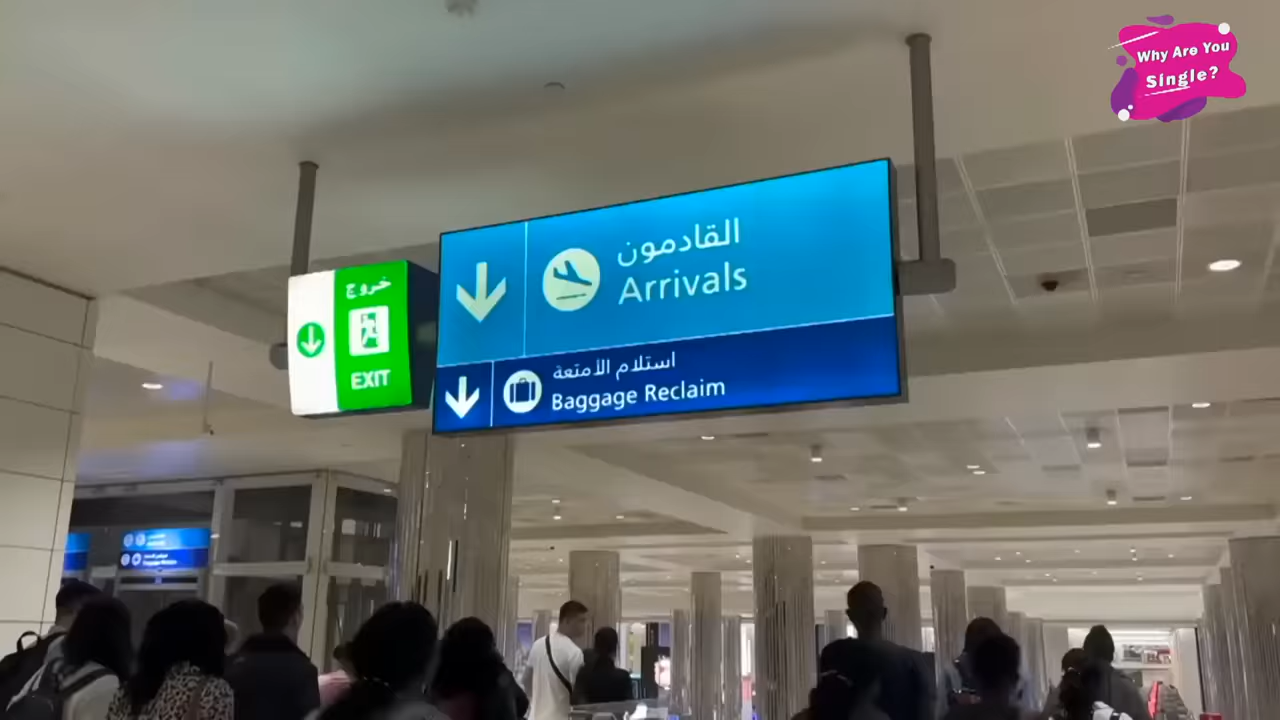 Why Are You
Single?
القادمون
Arrivals
خروج
EXIT
استلام الأمتعة
Baggage Reclaim